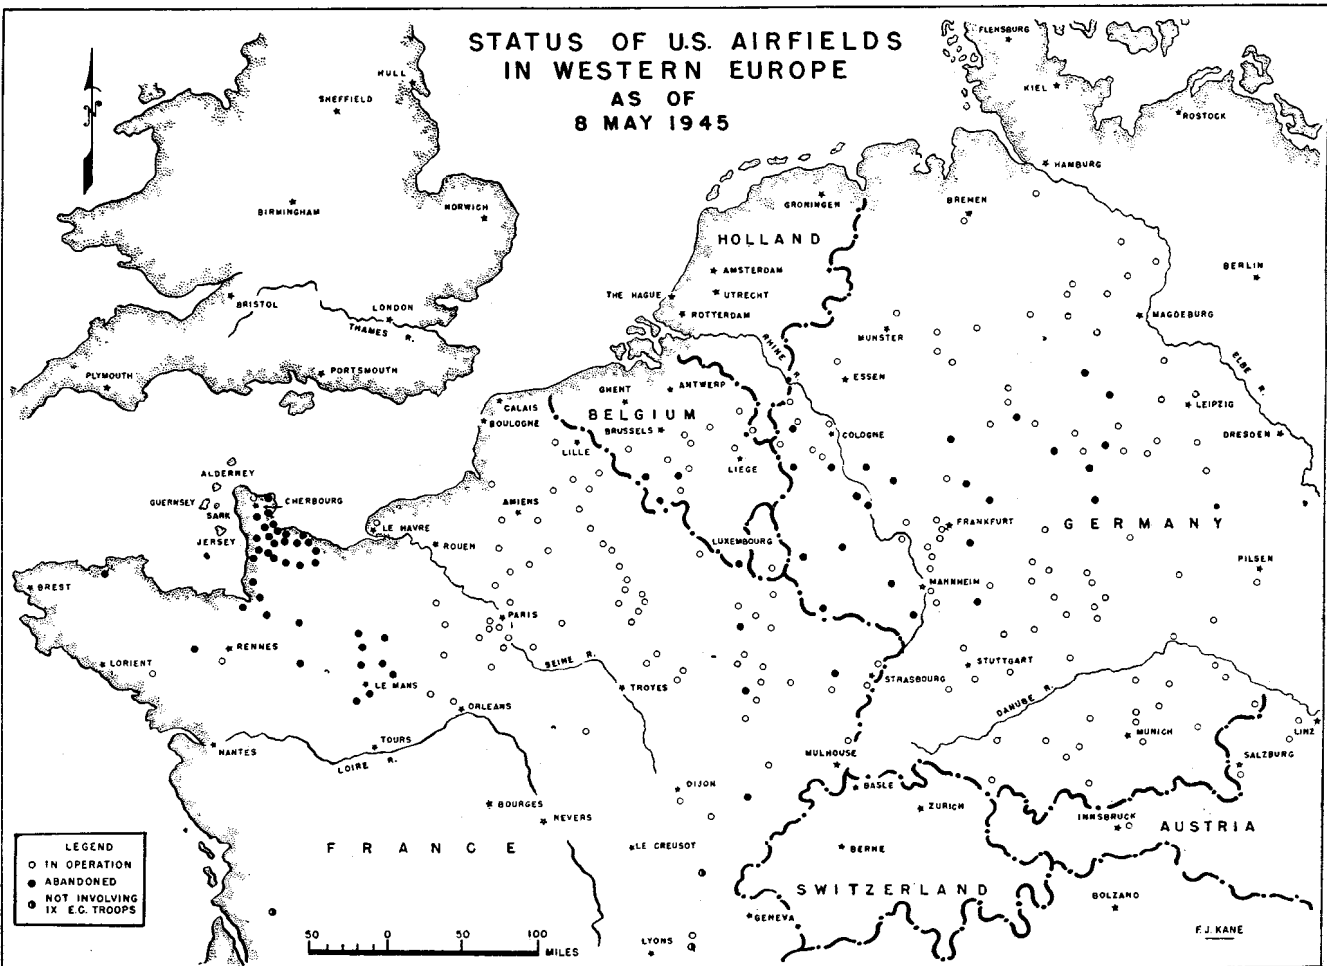 STATUS OF U.S. AIRFIELDS
IN WESTERN EUROPE
AS OF
8 MAY 1945
N
FLENSBURG
HULL
KIEL
SHEFFIELD
ROSTOCK
HAMBURG
BIRMINGHAM
NORWICH
GRONINGEN
BREMEN
HOLLAND
AMSTERDAM
BERLIN
THE HAGUE
UTRECHT
BRISTOL
LONDON
ROTTERDAM
MAGDEBURG
THAMES R.
RHINE R.
MUNSTER
ELBE R.
PLYMOUTH
PORTSMOUTH
ESSEN
GHENT
ANTWERP
CALAIS
BELGIUM
LEIPZIG
BOULOGNE
BRUSSELS
COLOGNE
DRESDEN
LILLE
LIEGE
ALDERNEY
CHERBOURG
GUERNSEY
SARK
AMIENS
LE HAVRE
FRANKFURT
GERMANY
JERSEY
ROUEN
LUXEMBOURG
PILSEN
BREST
MANNHEIM
PARIS
RENNES
LORIENT
SEINE R.
STUTTGART
LE MANS
TROYES
STRASBOURG
ORLEANS
DANUBE R.
NANTES
TOURS
MUNICH
LINZ
LOIRE R.
MULHOUSE
SALZBURG
DIJON
BASLE
BOURGES
ZURICH
NEVERS
INNSBRUCK
AUSTRIA
LEGEND
FRANCE
LE CREUSOT
BERNE
IN OPERATION
ABANDONED
SWITZERLAND
BOLZANO
NOT INVOLVING
IX E.C. TROOPS
GENEVA
F.J. KANE
50 0 50 100
MILES
LYONS